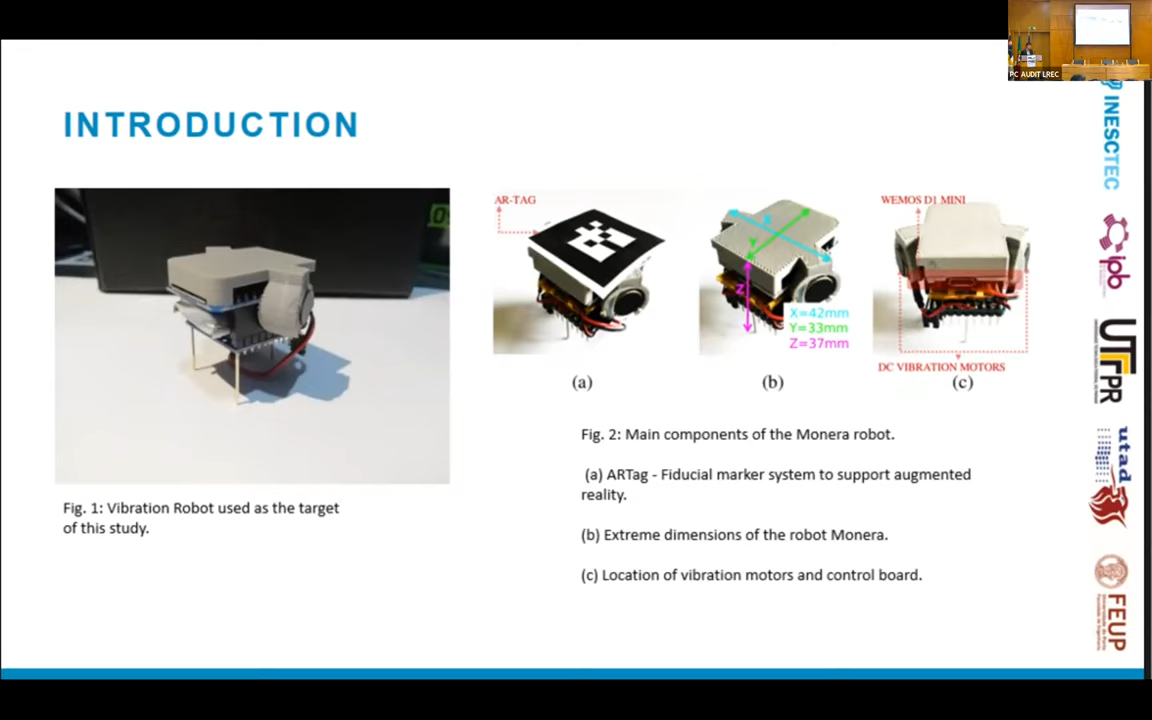 PC AUDIT LREC
INTRODUCTION
INESCTEC
ipb
UTFPR
utad
FEUP
AR-TAG
X
Y
Z
X=42mm
Y=33mm
Z=37mm
WEMOS D1 MINI
DC VIBRATION MOTORS
(a)
(b)
(c)
Fig. 1: Vibration Robot used as the target
of this study.
Fig. 2: Main components of the Monera robot.
(a) ARTag - Fiducial marker system to support augmented
reality.
(b) Extreme dimensions of the robot Monera.
(c) Location of vibration motors and control board.